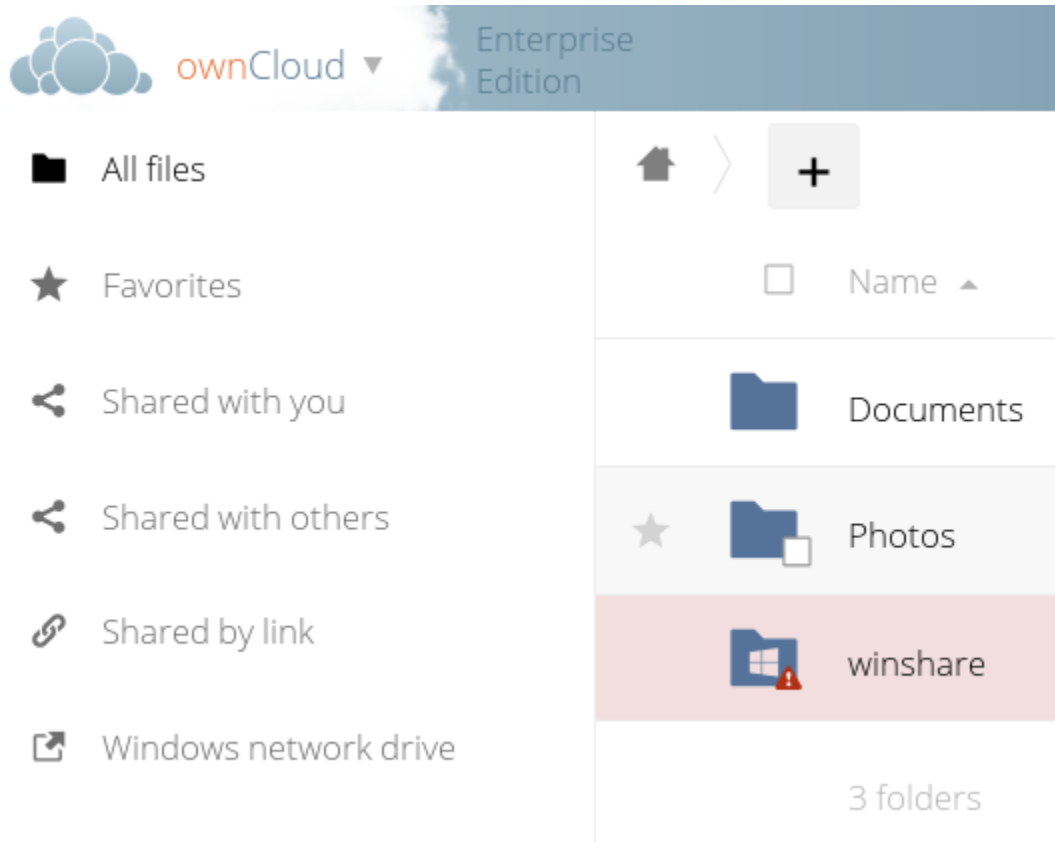 ownCloud
Enterprise
Edition
All files
Favorites
Shared with you
Shared with others
Shared by link
Windows network drive
Name
Documents
Photos
winshare
3 folders